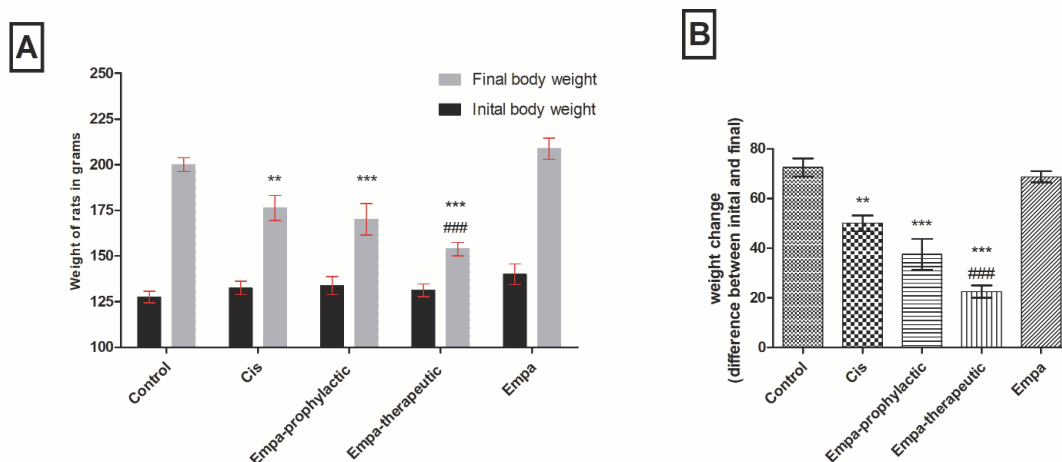 A
Weight of rats in grams
250
225
200
175
150
125
100
Final body weight
Inital body weight
**
***
***
###
Control
Cis
Empa-prophylactic
Empa-therapeutic
Empa
B
weight change
(difference between inital and final)
80
60
40
20
0
**
***
***
###
Control
Cis
Empa-prophylactic
Empa-therapeutic
Empa